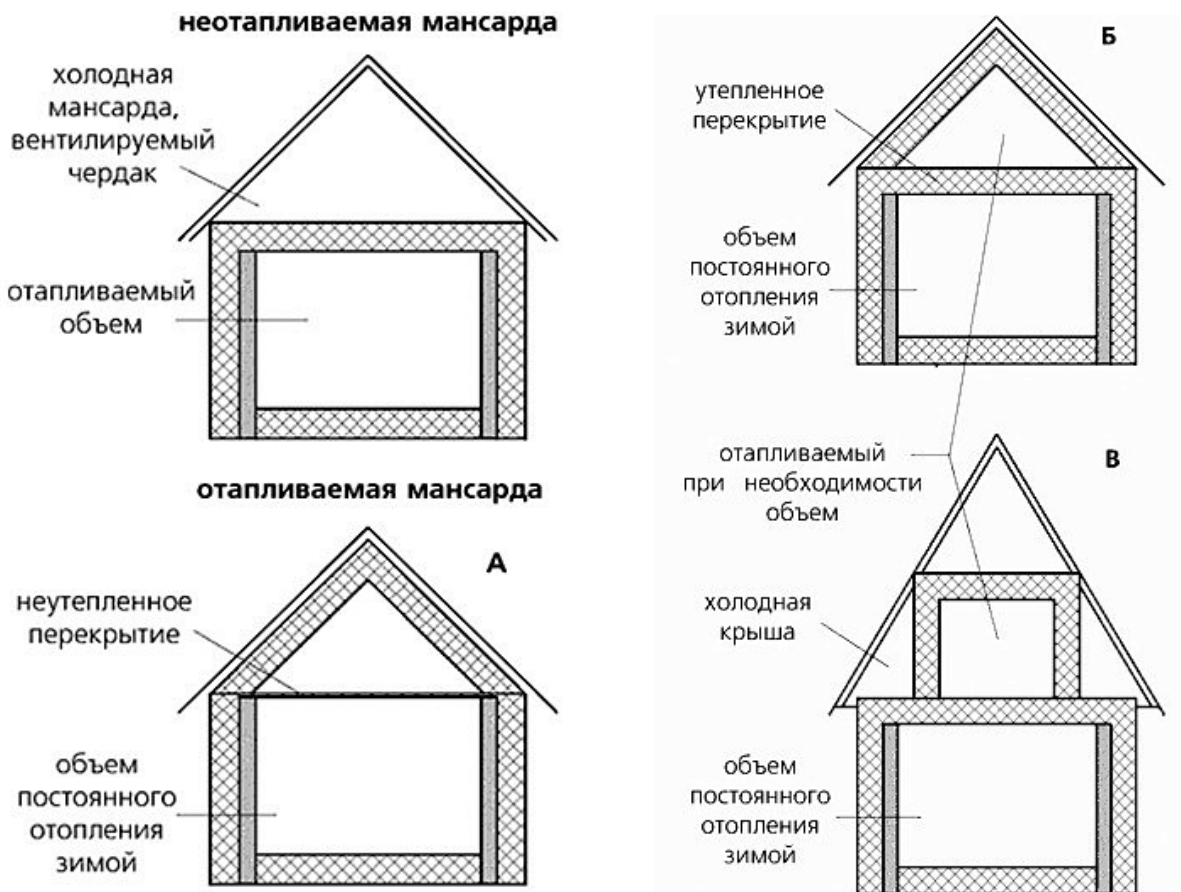 неотапливаемая мансарда
холодная
мансарда,
вентилируемый
чердак
отапливаемый
объем
отапливаемая мансарда
А
неутепленное
перекрытие
объем
постоянного
отопления
зимой
Б
утепленное
перекрытие
объем
постоянного
отопления
зимой
отапливаемый
при необходимости
объем
В
холодная
крыша
объем
постоянного
отопления
зимой